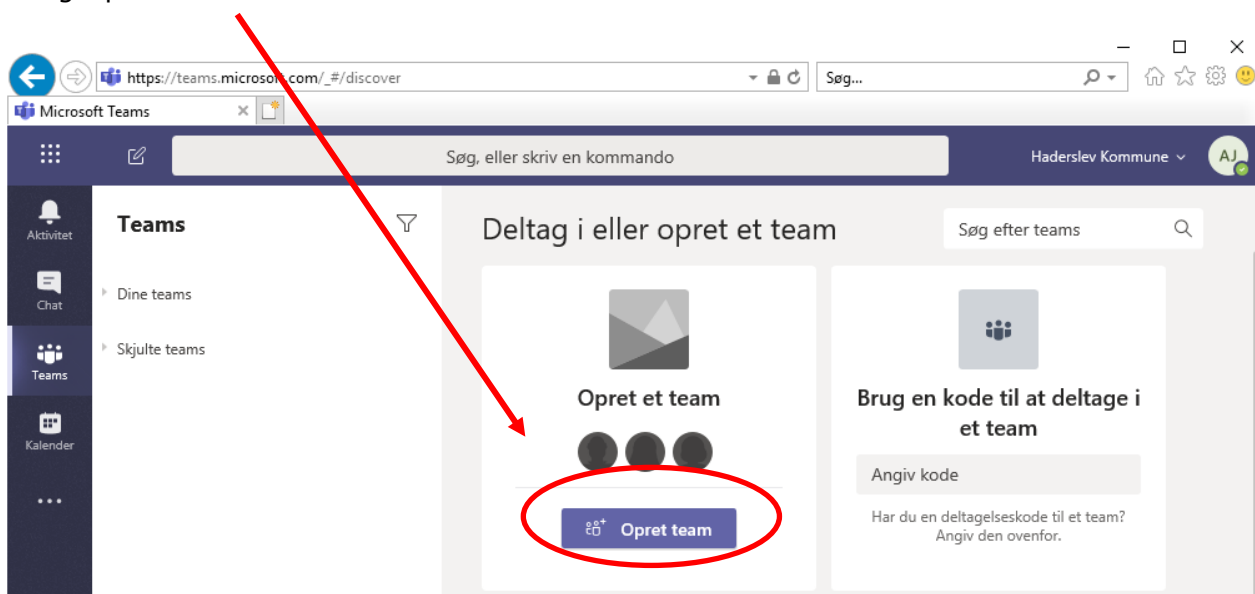 https://teams.microsoft.com/_#/discover
Søg...
Microsoft Teams
Søg, eller skriv en kommando
Haderslev Kommune
AJ
Aktivitet
Chat
Teams
Kalender
Teams
Dine teams
Skjulte teams
Deltag i eller opret et team
Søg efter teams
Opret et team
Opret team
Brug en kode til at deltage i
et team
Angiv kode
Har du en deltagelseskode til et team?
Angiv den ovenfor.